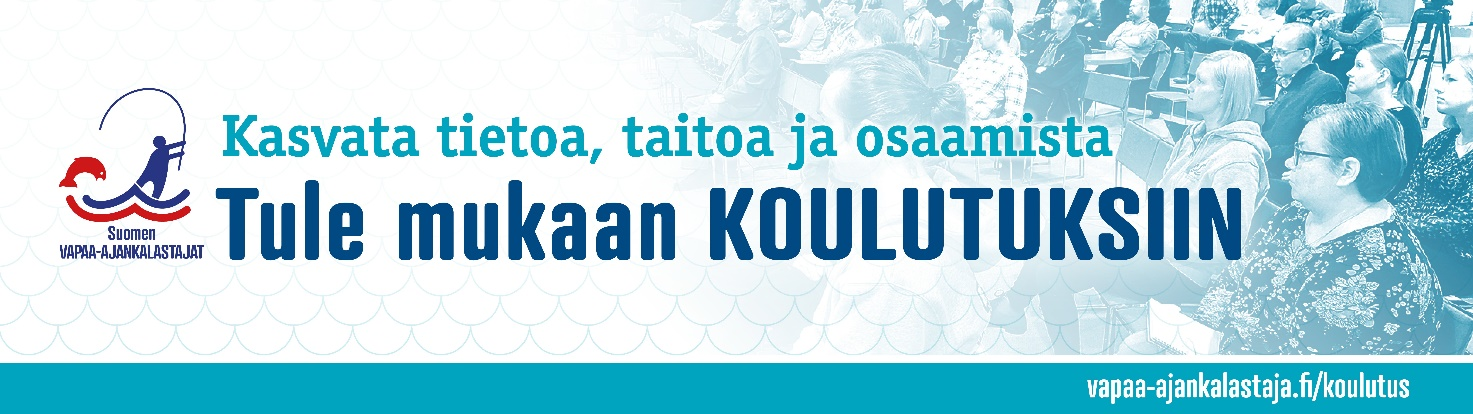 Kasvata tietoa, taitoa ja osaamista
Tule mukaan KOULUTUKSIIN
Suomen
VAPAA-AJANKALASTAJAT
vapaa-ajankalastaja.fi/koulutus